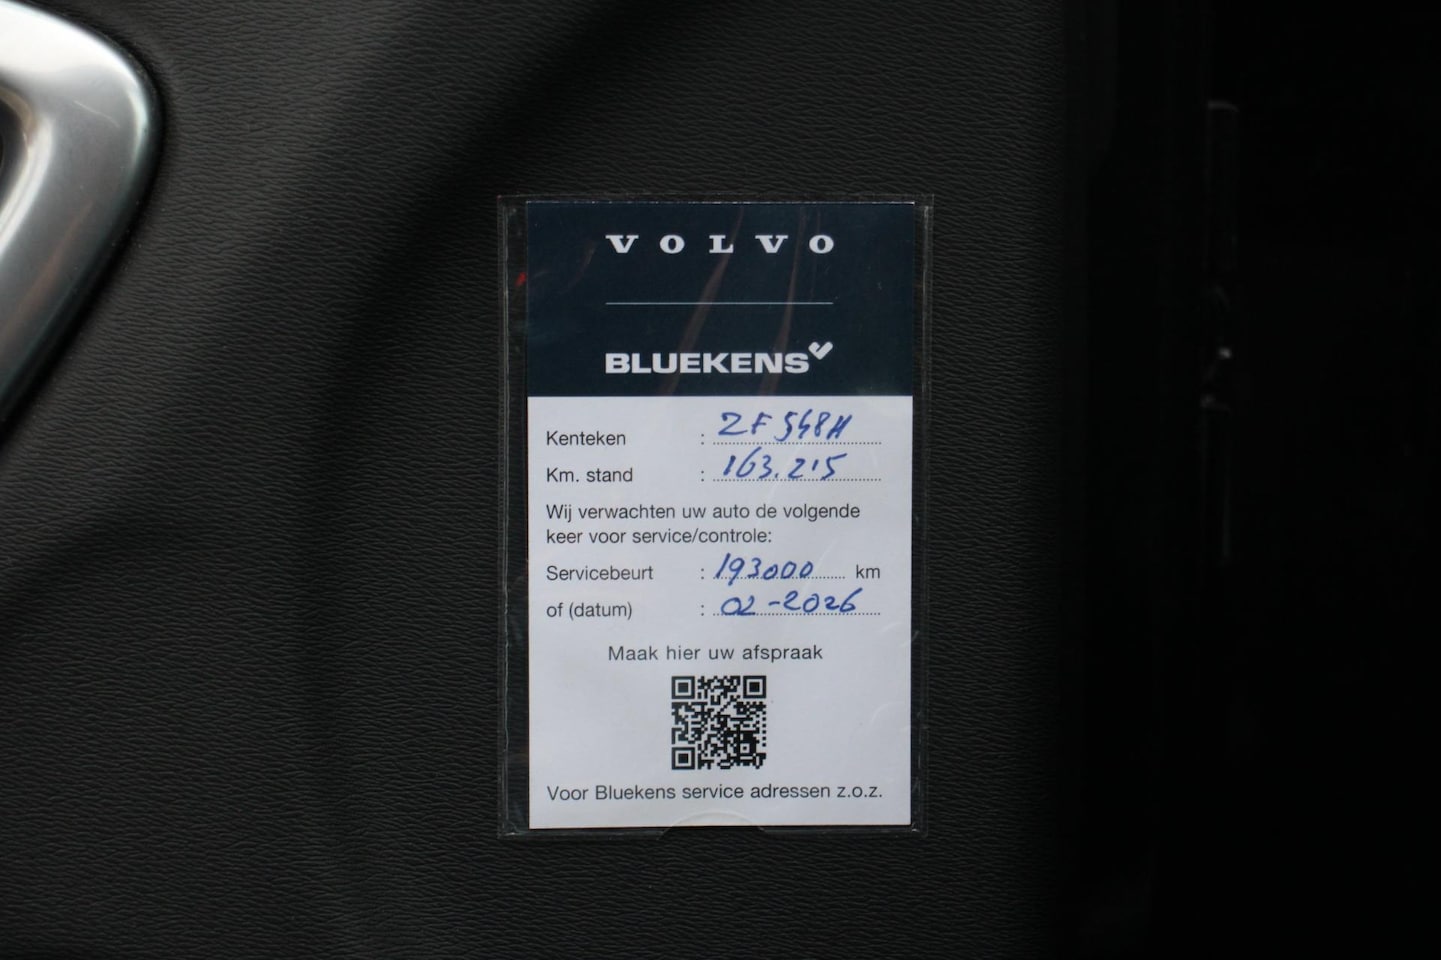 VOLVO
BLUEKENS
Kenteken : ZF548H
Km. stand : 163.215
Wij verwachten uw auto de volgende
keer voor service/controle:
Servicebeurt : 193000 km
of (datum) : 02-2026
Maak hier uw afspraak
Voor Bluekens service adressen z.o.z.